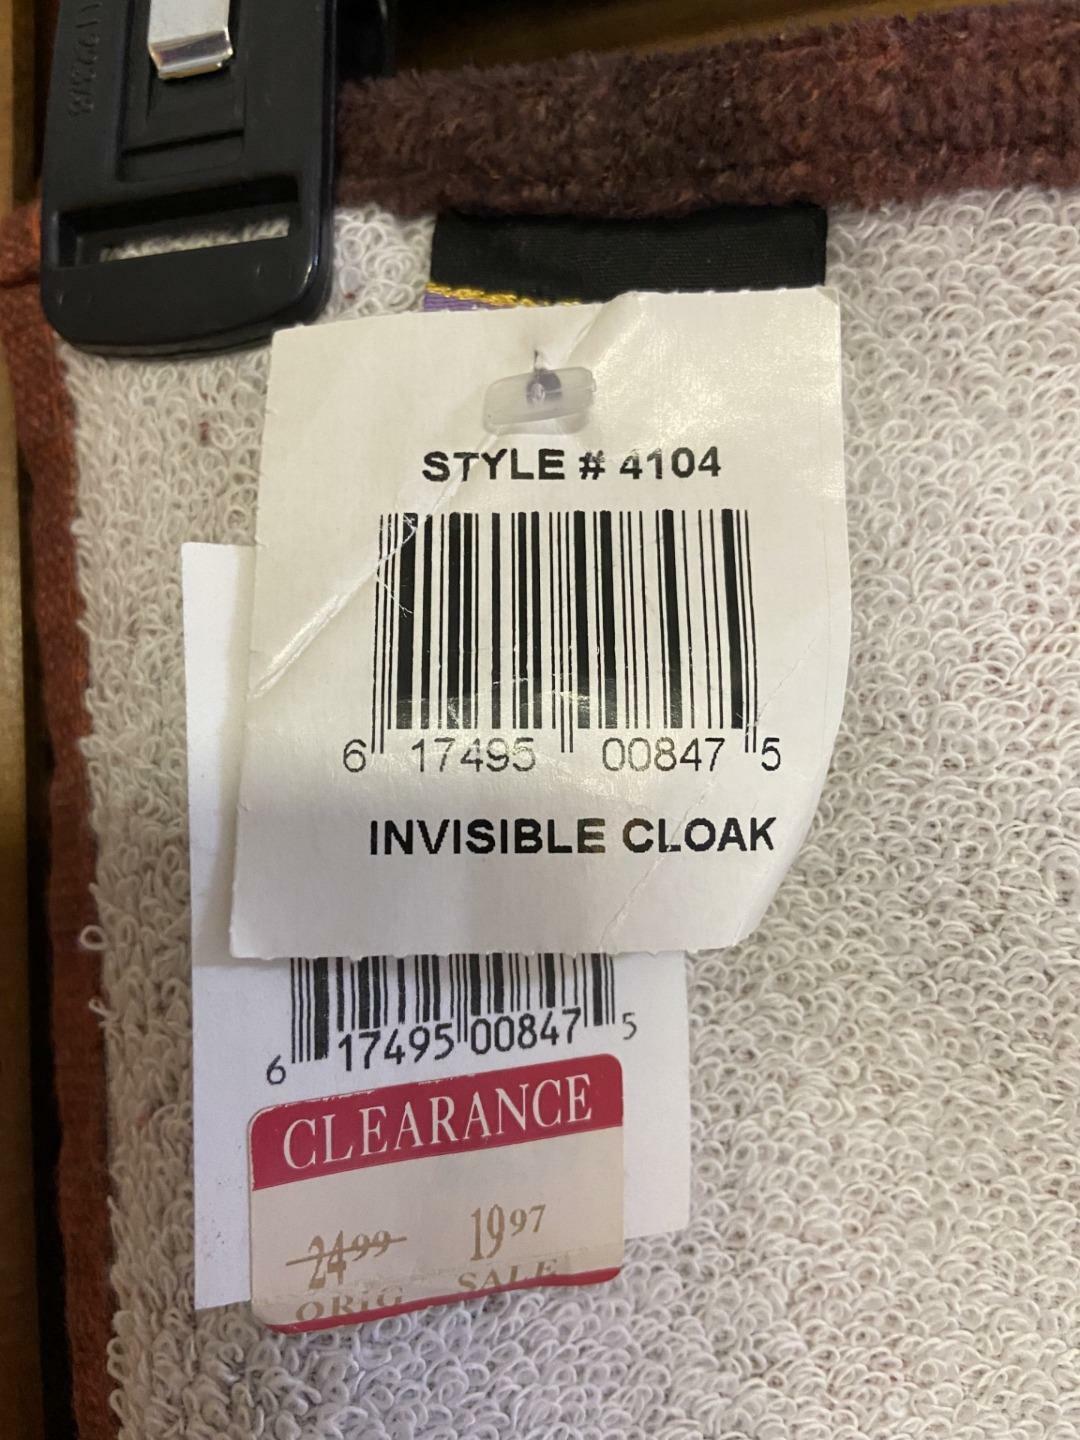 STYLE # 4104
6 17495 00847 5
INVISIBLE CLOAK
6 17495 00847 5
CLEARANCE
24.99 19.97
ORIG SALE